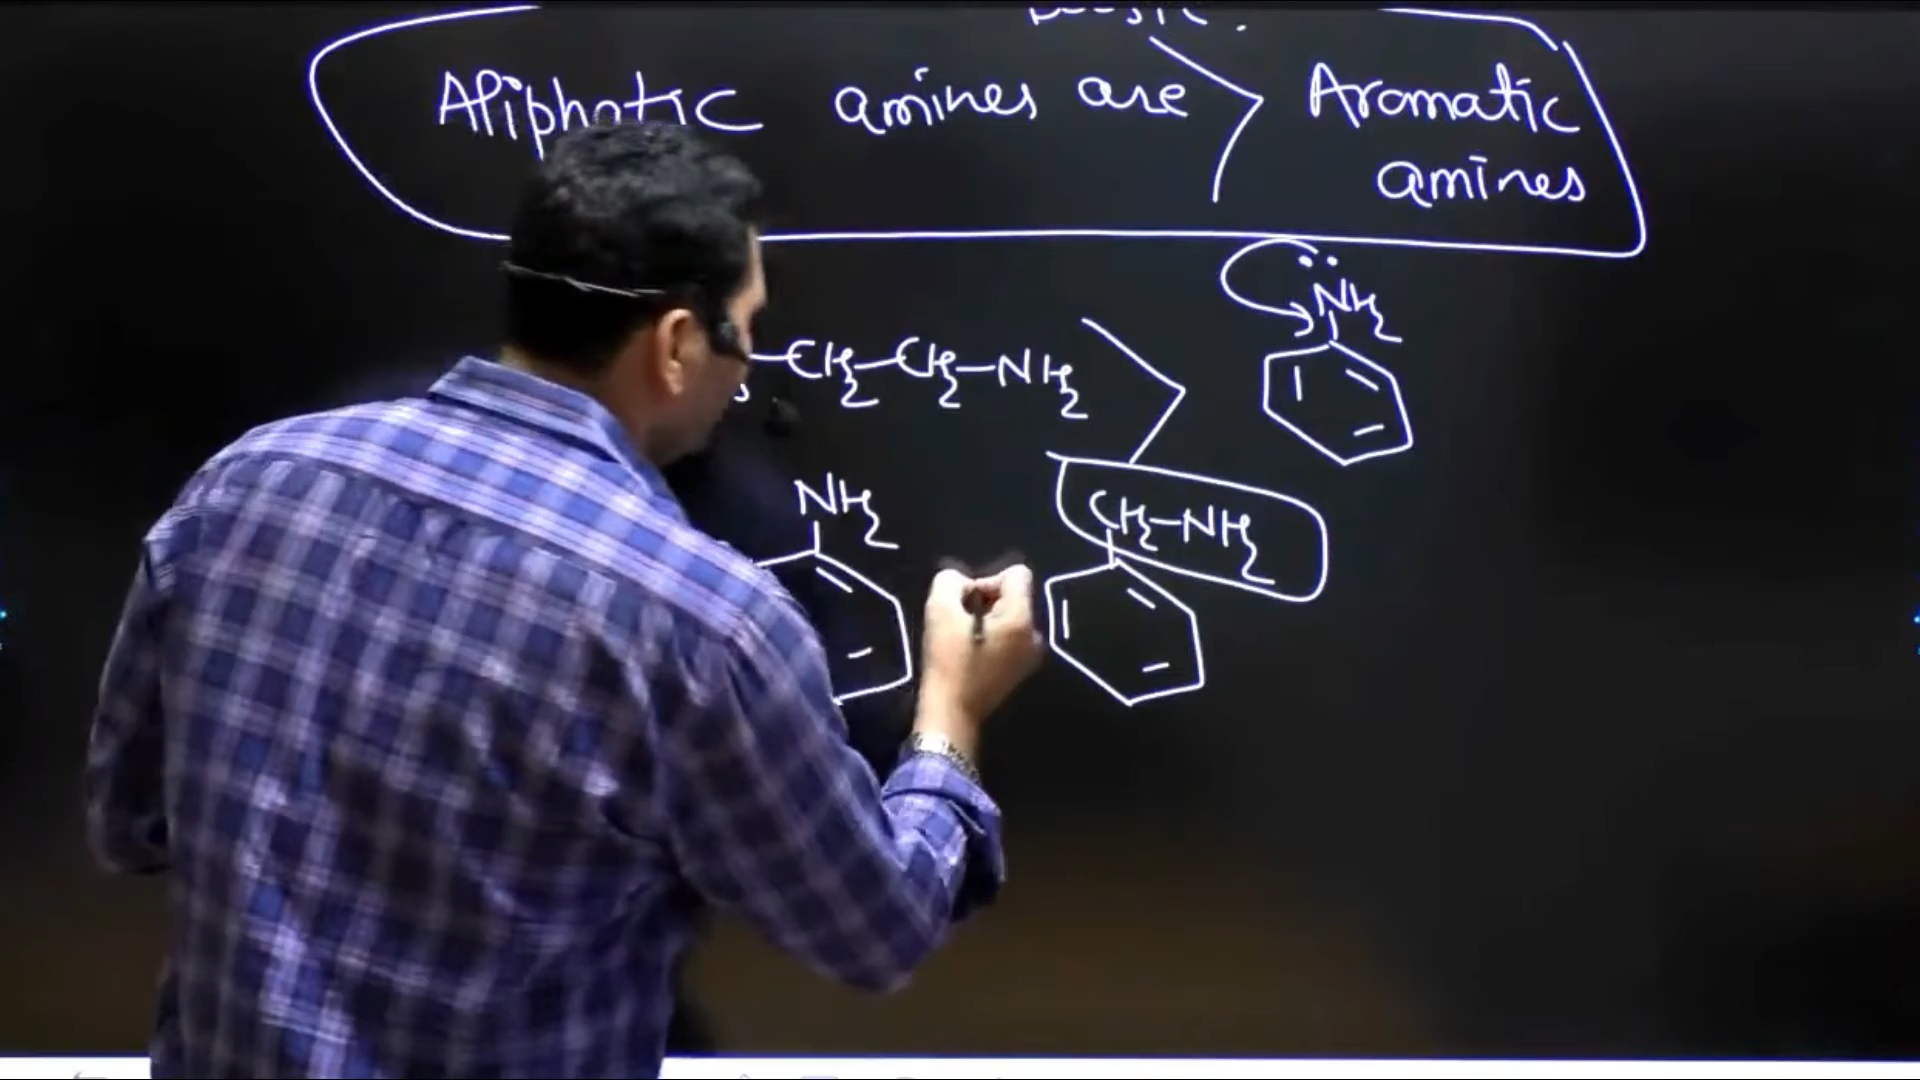 Aliphatic amines are > Aromatic
amines
NH2
-CH2-CH2-NH2 >
NH2
CH2-NH2